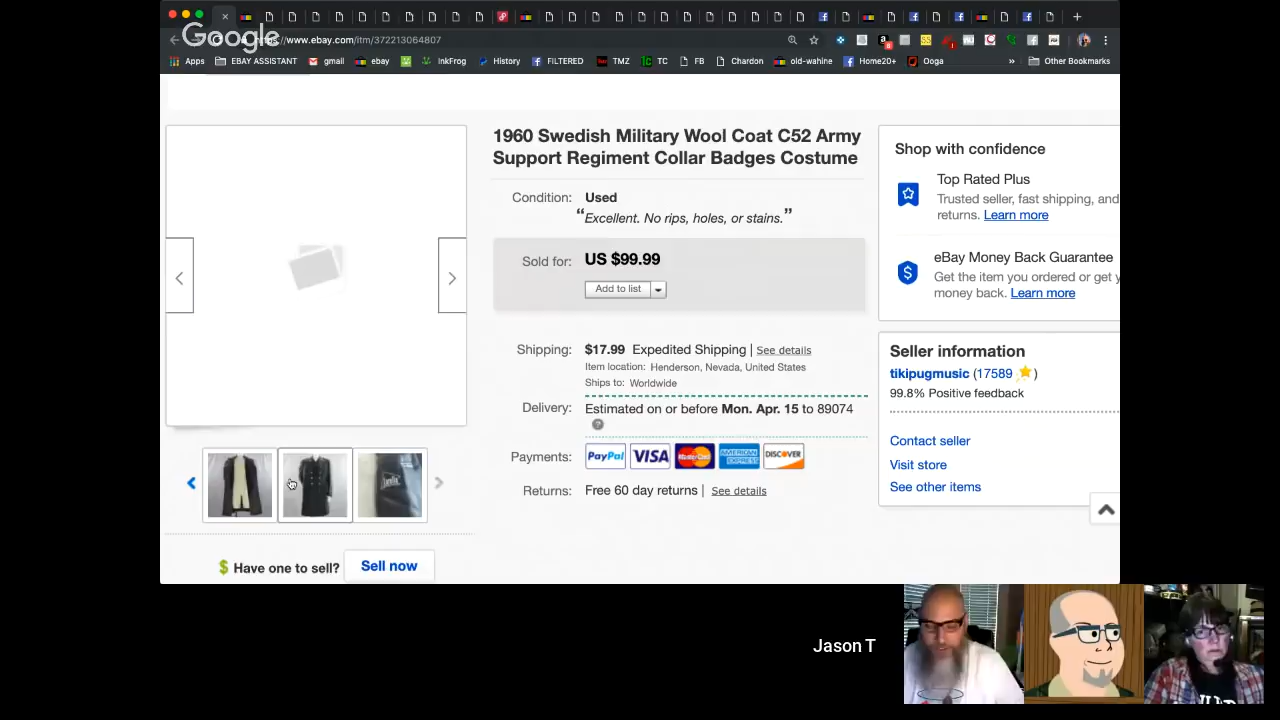 Google
https://www.ebay.com/itm/372213064807
Apps
EBAY ASSISTANT
gmail
ebay
InkFrog
History
FILTERED
TMZ
TC
FB
Chardon
old-wahine
Home20+
Ooga
»
Other Bookmarks
1960 Swedish Military Wool Coat C52 Army
Support Regiment Collar Badges Costume
Condition: Used
“Excellent. No rips, holes, or stains.”
Sold for: US $99.99
Add to list
Shipping: $17.99 Expedited Shipping | See details
Item location: Henderson, Nevada, United States
Ships to: Worldwide
Delivery: Estimated on or before Mon. Apr. 15 to 89074
Payments: PayPal VISA MasterCard AMERICAN EXPRESS DISCOVER
Returns: Free 60 day returns | See details
$ Have one to sell? Sell now
Shop with confidence
Top Rated Plus
Trusted seller, fast shipping, and
returns. Learn more
eBay Money Back Guarantee
Get the item you ordered or get y
money back. Learn more
Seller information
tikipugmusic (17589)
99.8% Positive feedback
Contact seller
Visit store
See other items
Jason T